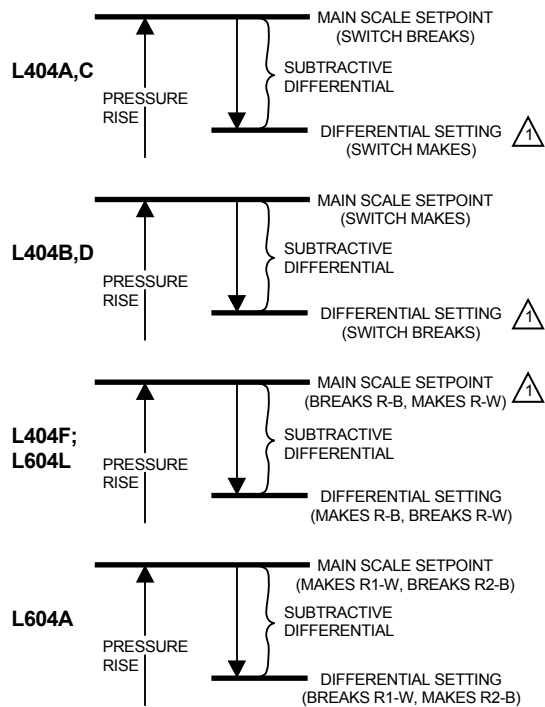 MAIN SCALE SETPOINT
(SWITCH BREAKS)
L404A,C
SUBTRACTIVE
DIFFERENTIAL
PRESSURE
RISE
DIFFERENTIAL SETTING 1
(SWITCH MAKES)
MAIN SCALE SETPOINT
(SWITCH MAKES)
L404B,D
SUBTRACTIVE
DIFFERENTIAL
PRESSURE
RISE
DIFFERENTIAL SETTING 1
(SWITCH BREAKS)
MAIN SCALE SETPOINT 1
(BREAKS R-B, MAKES R-W)
L404F;
L604L
SUBTRACTIVE
DIFFERENTIAL
PRESSURE
RISE
DIFFERENTIAL SETTING
(MAKES R-B, BREAKS R-W)
MAIN SCALE SETPOINT
(MAKES R1-W, BREAKS R2-B)
L604A
SUBTRACTIVE
DIFFERENTIAL
PRESSURE
RISE
DIFFERENTIAL SETTING
(BREAKS R1-W, MAKES R2-B)